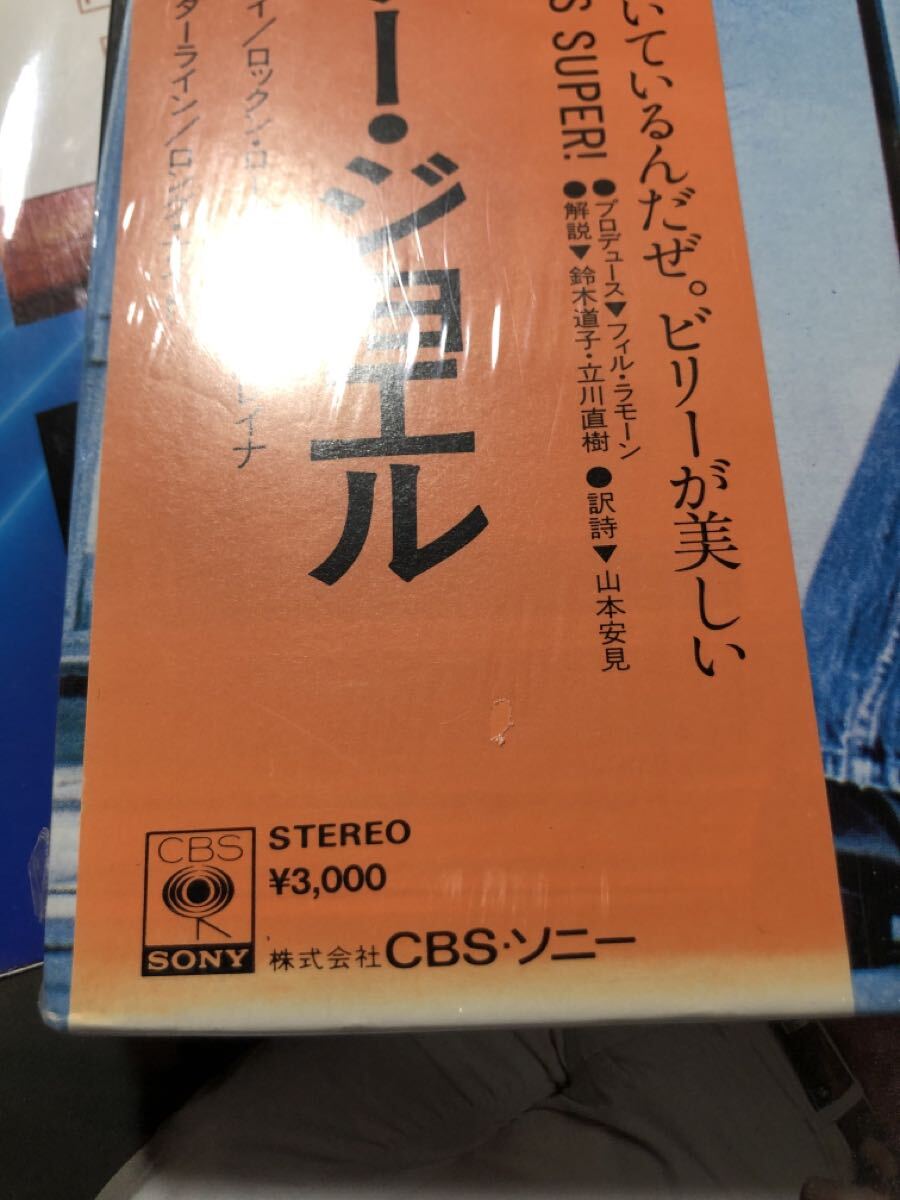 いているんだぜ。ビリーが美しい
S SUPER!
●プロデュース▼フィル・ラモーン
●解説▼鈴木道子・立川直樹 ●訳詩▼山本安見
ー・ジョエル
イ/ロックン・ロー
レイナ
ターライン/ロング・
CBS
SONY
STEREO
¥3,000
株式会社CBS・ソニー